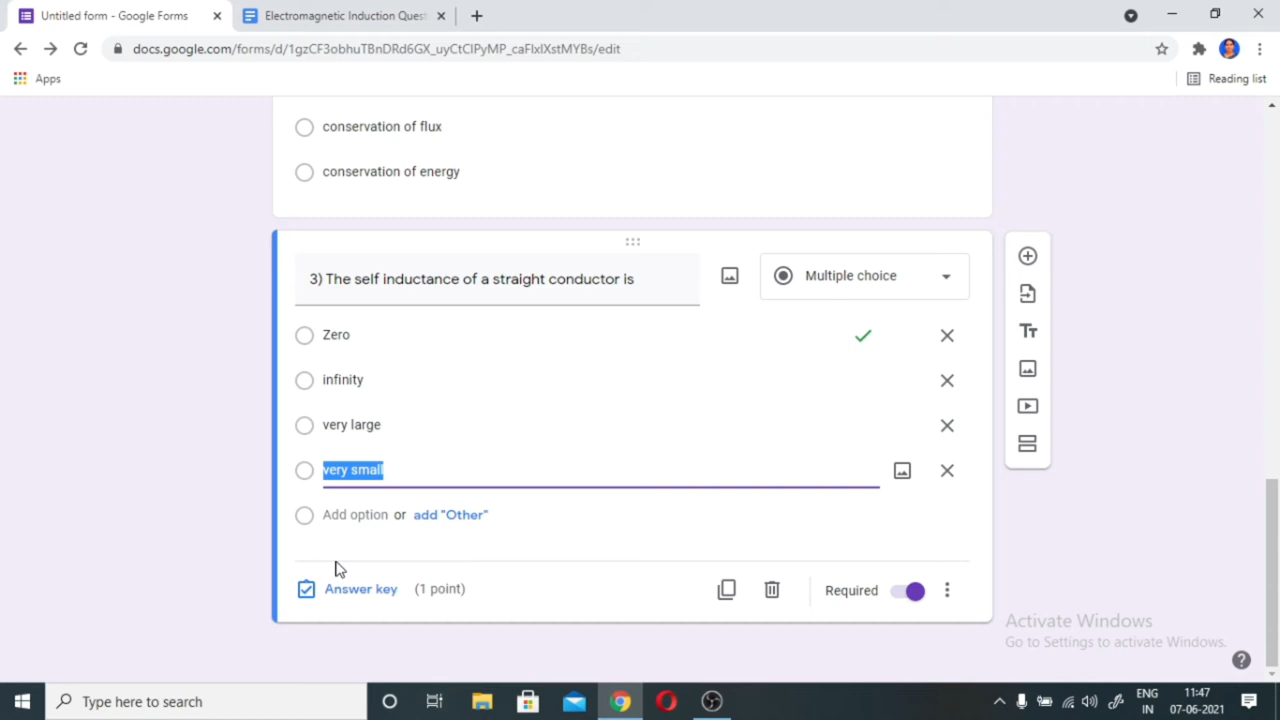 Untitled form - Google Forms
Electromagnetic Induction Quest
docs.google.com/forms/d/1gzCF3obhuTBnDRd6GX_uyCtCIPyMP_caFlxIXstMYBs/edit
Apps
Reading list
conservation of flux
conservation of energy
3) The self inductance of a straight conductor is
Multiple choice
Zero
infinity
very large
very small
Add option or add "Other"
Answer key (1 point)
Required
Activate Windows
Go to Settings to activate Windows.
Type here to search
ENG
IN
11:47
07-06-2021